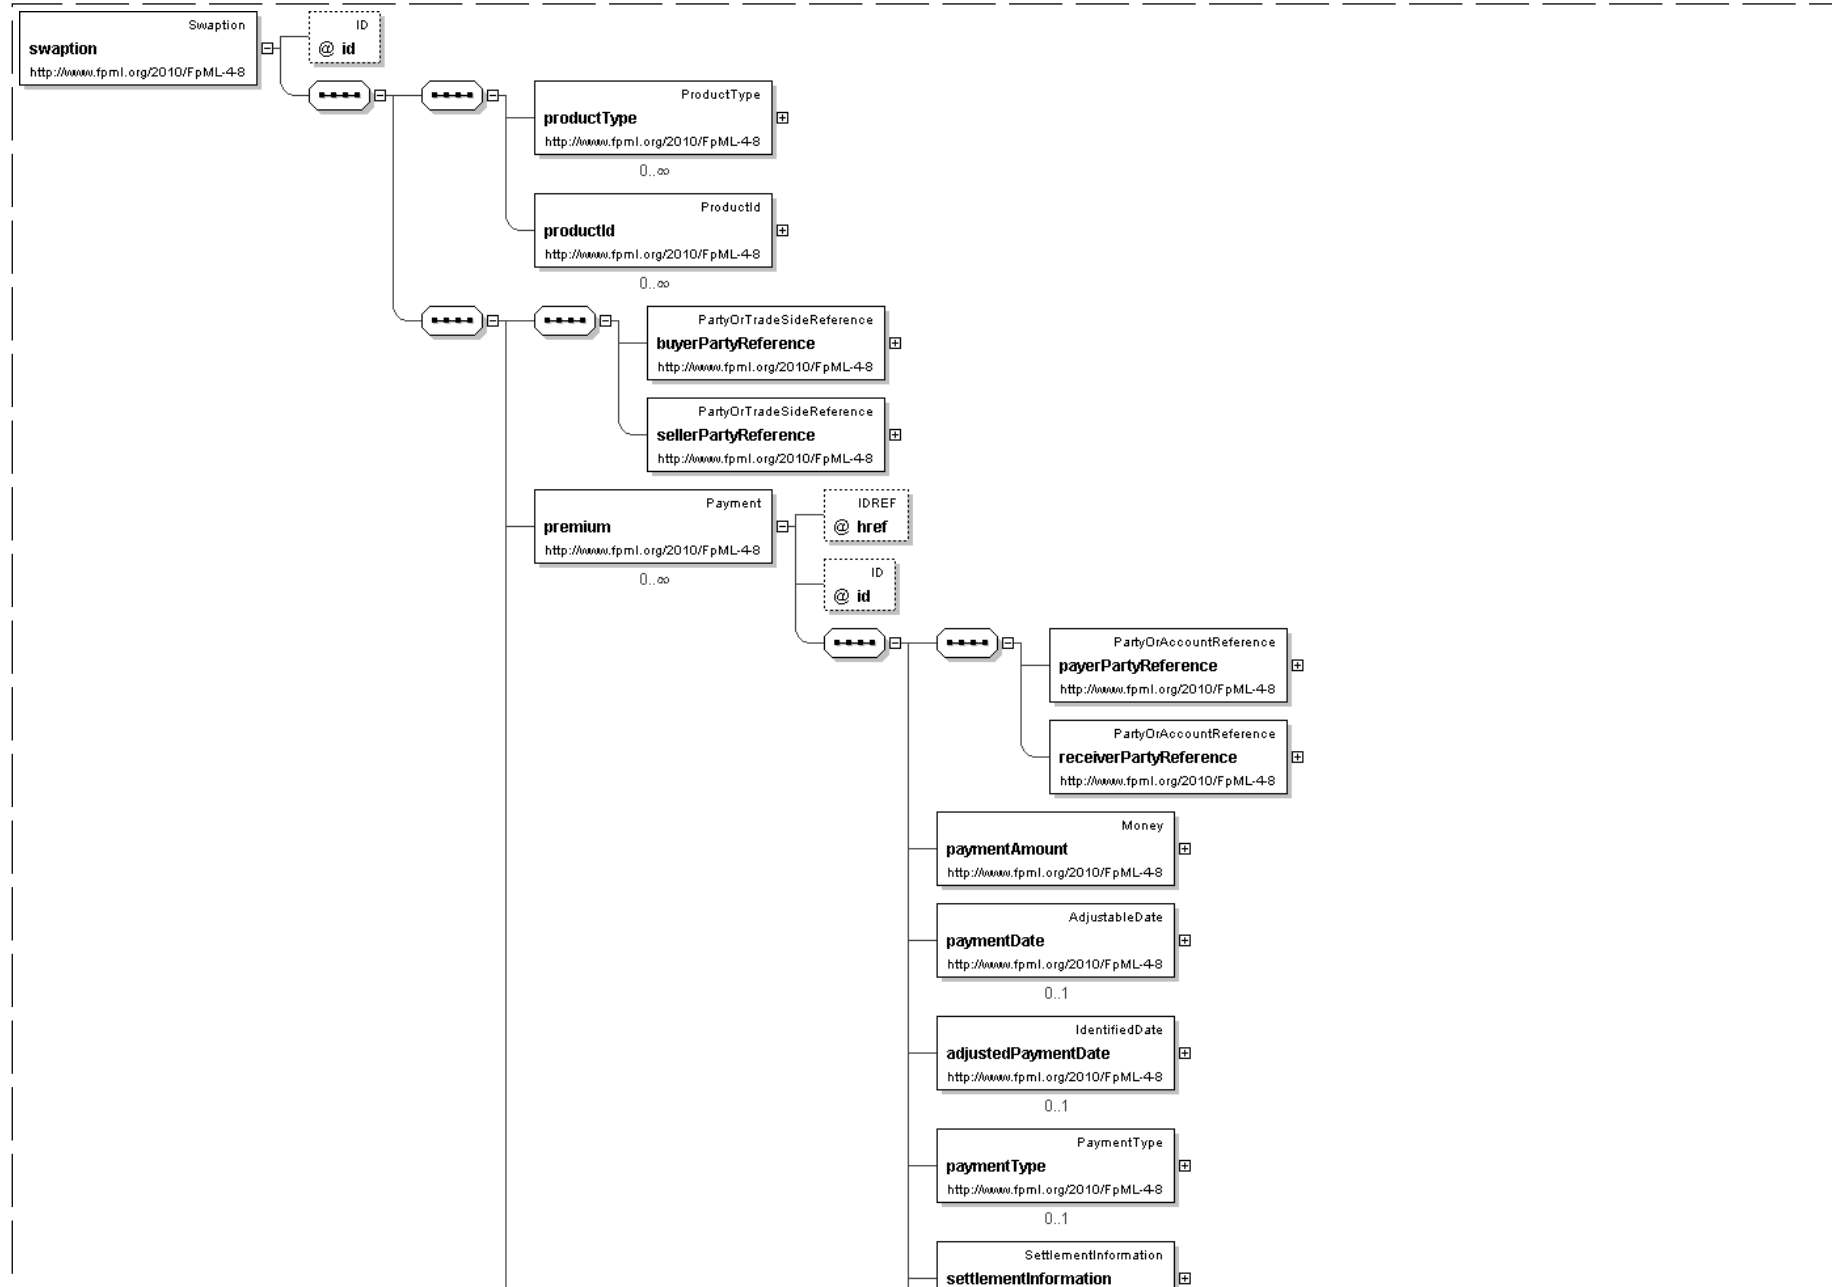 Swaption
swaption
http://www.fpml.org/2010/FpML-4-8
ID
@ id
ProductType
productType
http://www.fpml.org/2010/FpML-4-8
0..∞
ProductId
productId
http://www.fpml.org/2010/FpML-4-8
0..∞
PartyOrTradeSideReference
buyerPartyReference
http://www.fpml.org/2010/FpML-4-8
PartyOrTradeSideReference
sellerPartyReference
http://www.fpml.org/2010/FpML-4-8
Payment
premium
http://www.fpml.org/2010/FpML-4-8
0..∞
IDREF
@ href
ID
@ id
PartyOrAccountReference
payerPartyReference
http://www.fpml.org/2010/FpML-4-8
PartyOrAccountReference
receiverPartyReference
http://www.fpml.org/2010/FpML-4-8
Money
paymentAmount
http://www.fpml.org/2010/FpML-4-8
AdjustableDate
paymentDate
http://www.fpml.org/2010/FpML-4-8
0..1
IdentifiedDate
adjustedPaymentDate
http://www.fpml.org/2010/FpML-4-8
0..1
PaymentType
paymentType
http://www.fpml.org/2010/FpML-4-8
0..1
SettlementInformation
settlementInformation